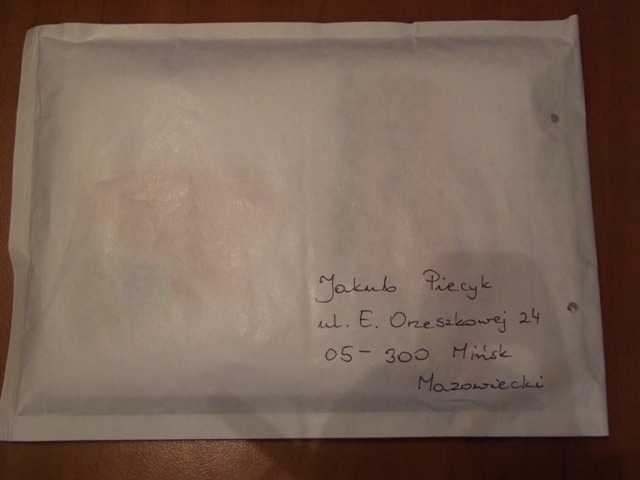 Jakub Piecyk
ul. E. Orzeszkowej 24
05-300 Mińsk
Mazowiecki